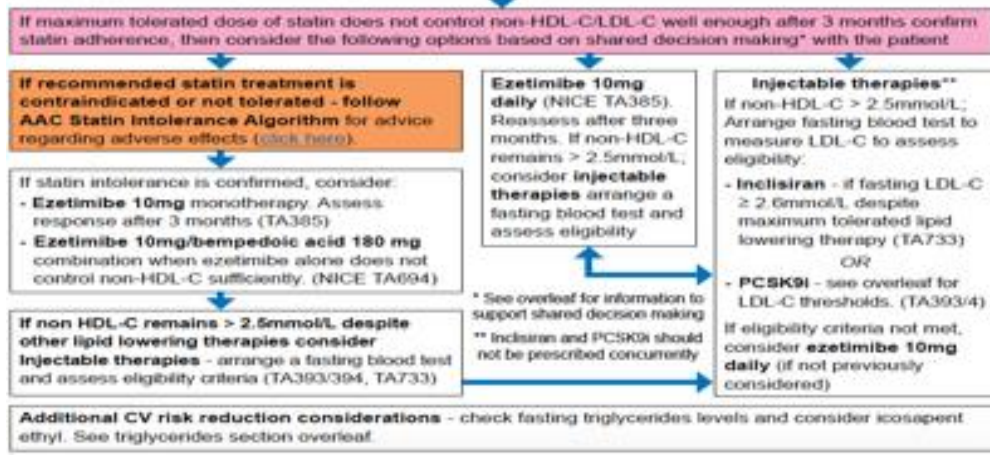 If maximum tolerated dose of statin does not control non-HDL-C/LDL-C well enough after 3 months confirm
statin adherence, then consider the following options based on shared decision making* with the patient
If recommended statin treatment is
contraindicated or not tolerated - follow
AAC Statin Intolerance Algorithm for advice
regarding adverse effects (click here).
If statin intolerance is confirmed, consider:
- Ezetimibe 10mg monotherapy. Assess
response after 3 months (TA385)
- Ezetimibe 10mg/bempedoic acid 180 mg
combination when ezetimibe alone does not
control non-HDL-C sufficiently. (NICE TA694)
If non HDL-C remains > 2.5mmol/L despite
other lipid lowering therapies consider
Injectable therapies - arrange a fasting blood test
and assess eligibility criteria (TA393/394, TA733)
Ezetimibe 10mg
daily (NICE TA385).
Reassess after three
months. If non-HDL-C
remains > 2.5mmol/L;
consider injectable
therapies arrange a
fasting blood test and
assess eligibility
* See overleaf for information to
support shared decision making
** Inclisiran and PCSK9i should
not be prescribed concurrently
Injectable therapies**
If non-HDL-C > 2.5mmol/L;
Arrange fasting blood test to
measure LDL-C to assess
eligibility:
- Inclisiran - if fasting LDL-C
≥ 2.6mmol/L despite
maximum tolerated lipid
lowering therapy (TA733)
OR
- PCSK9i - see overleaf for
LDL-C thresholds. (TA393/4)
If eligibility criteria not met,
consider ezetimibe 10mg
daily (if not previously
considered)
Additional CV risk reduction considerations - check fasting triglycerides levels and consider icosapent
ethyl. See triglycerides section overleaf.